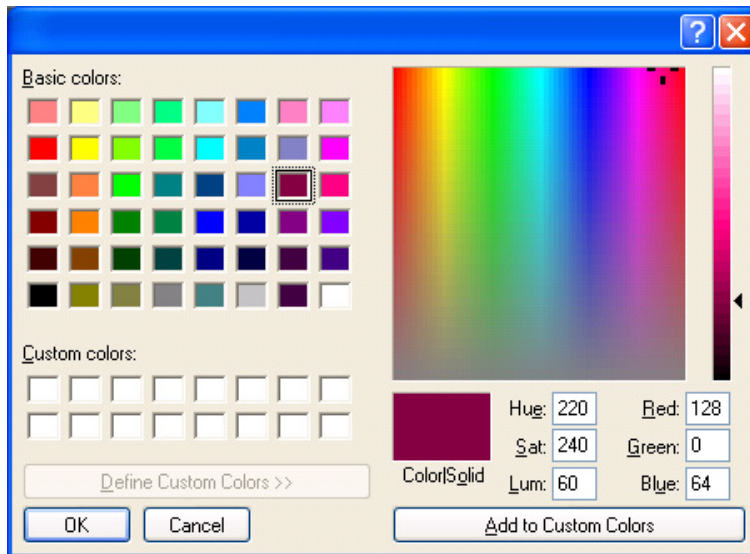 ?
Basic colors:
Custom colors:
Define Custom Colors >>
OK
Cancel
Color|Solid
Hue: 220
Sat: 240
Lum: 60
Red: 128
Green: 0
Blue: 64
Add to Custom Colors